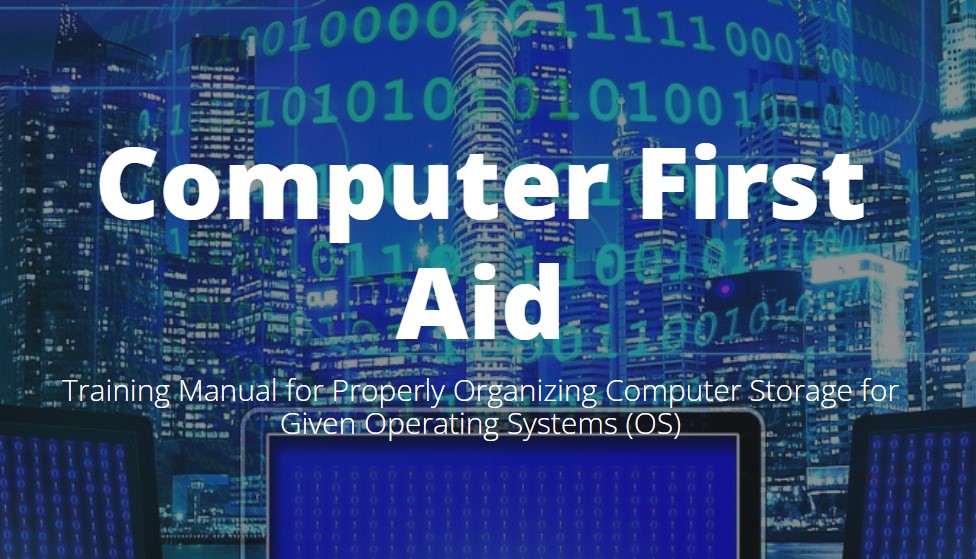 Computer First
Aid
Training Manual for Properly Organizing Computer Storage for
Given Operating Systems (OS)